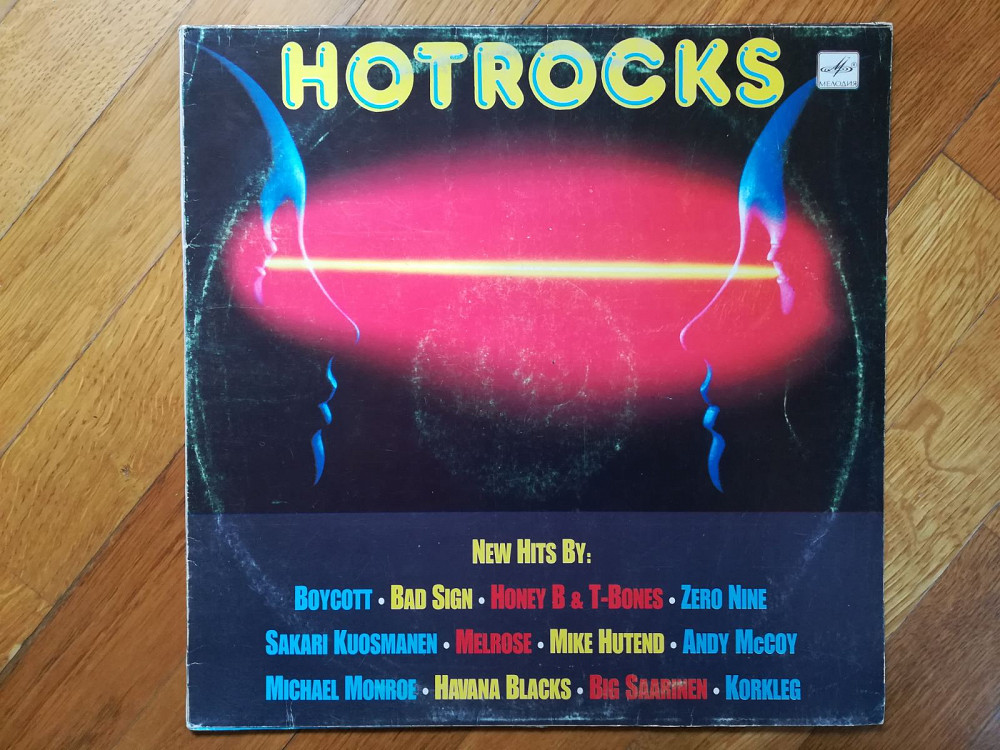 HOTROCKS
МЕЛОДИЯ
NEW HITS BY:
BOYCOTT • BAD SIGN • HONEY B & T-BONES • ZERO NINE
SAKARI KUOSMANEN • MELROSE • MIKE HUTEND • ANDY MCCOY
MICHAEL MONROE • HAVANA BLACKS • BIG SAARINEN • KORKLEG